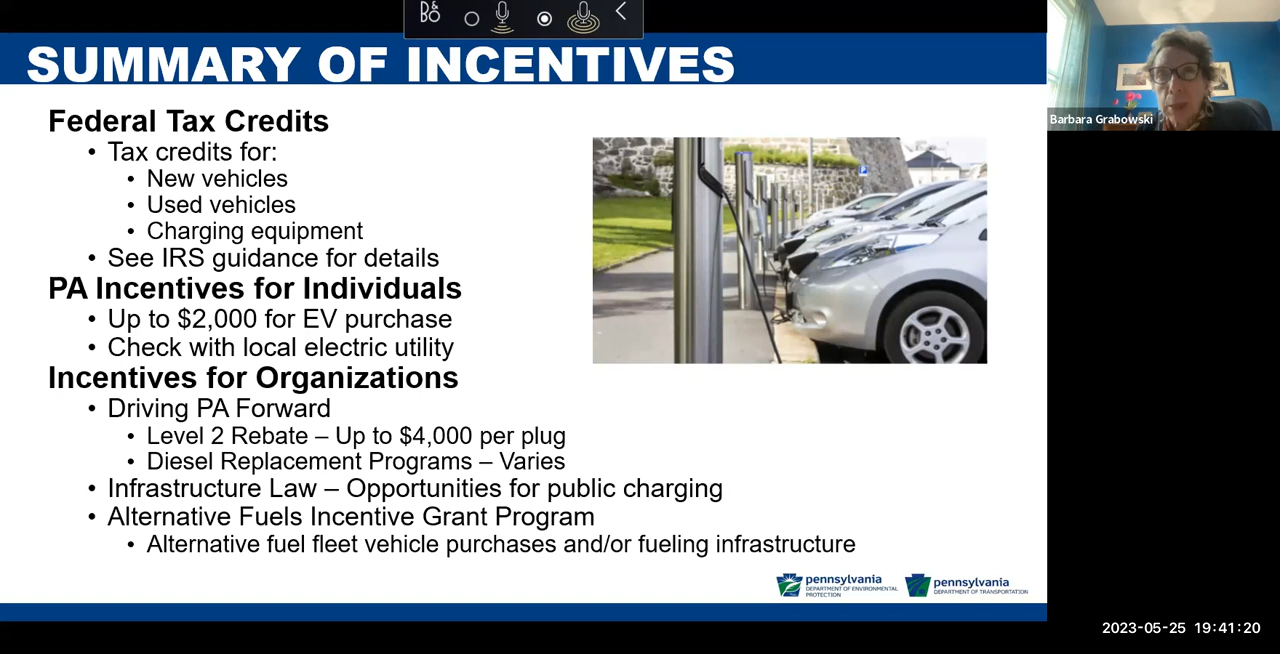 SUMMARY OF INCENTIVES
Federal Tax Credits
• Tax credits for:
• New vehicles
• Used vehicles
• Charging equipment
• See IRS guidance for details
PA Incentives for Individuals
• Up to $2,000 for EV purchase
• Check with local electric utility
Incentives for Organizations
• Driving PA Forward
• Level 2 Rebate – Up to $4,000 per plug
• Diesel Replacement Programs – Varies
• Infrastructure Law – Opportunities for public charging
• Alternative Fuels Incentive Grant Program
• Alternative fuel fleet vehicle purchases and/or fueling infrastructure
pennsylvania
DEPARTMENT OF ENVIRONMENTAL
PROTECTION
pennsylvania
DEPARTMENT OF TRANSPORTATION
Barbara Grabowski
2023-05-25 19:41:20